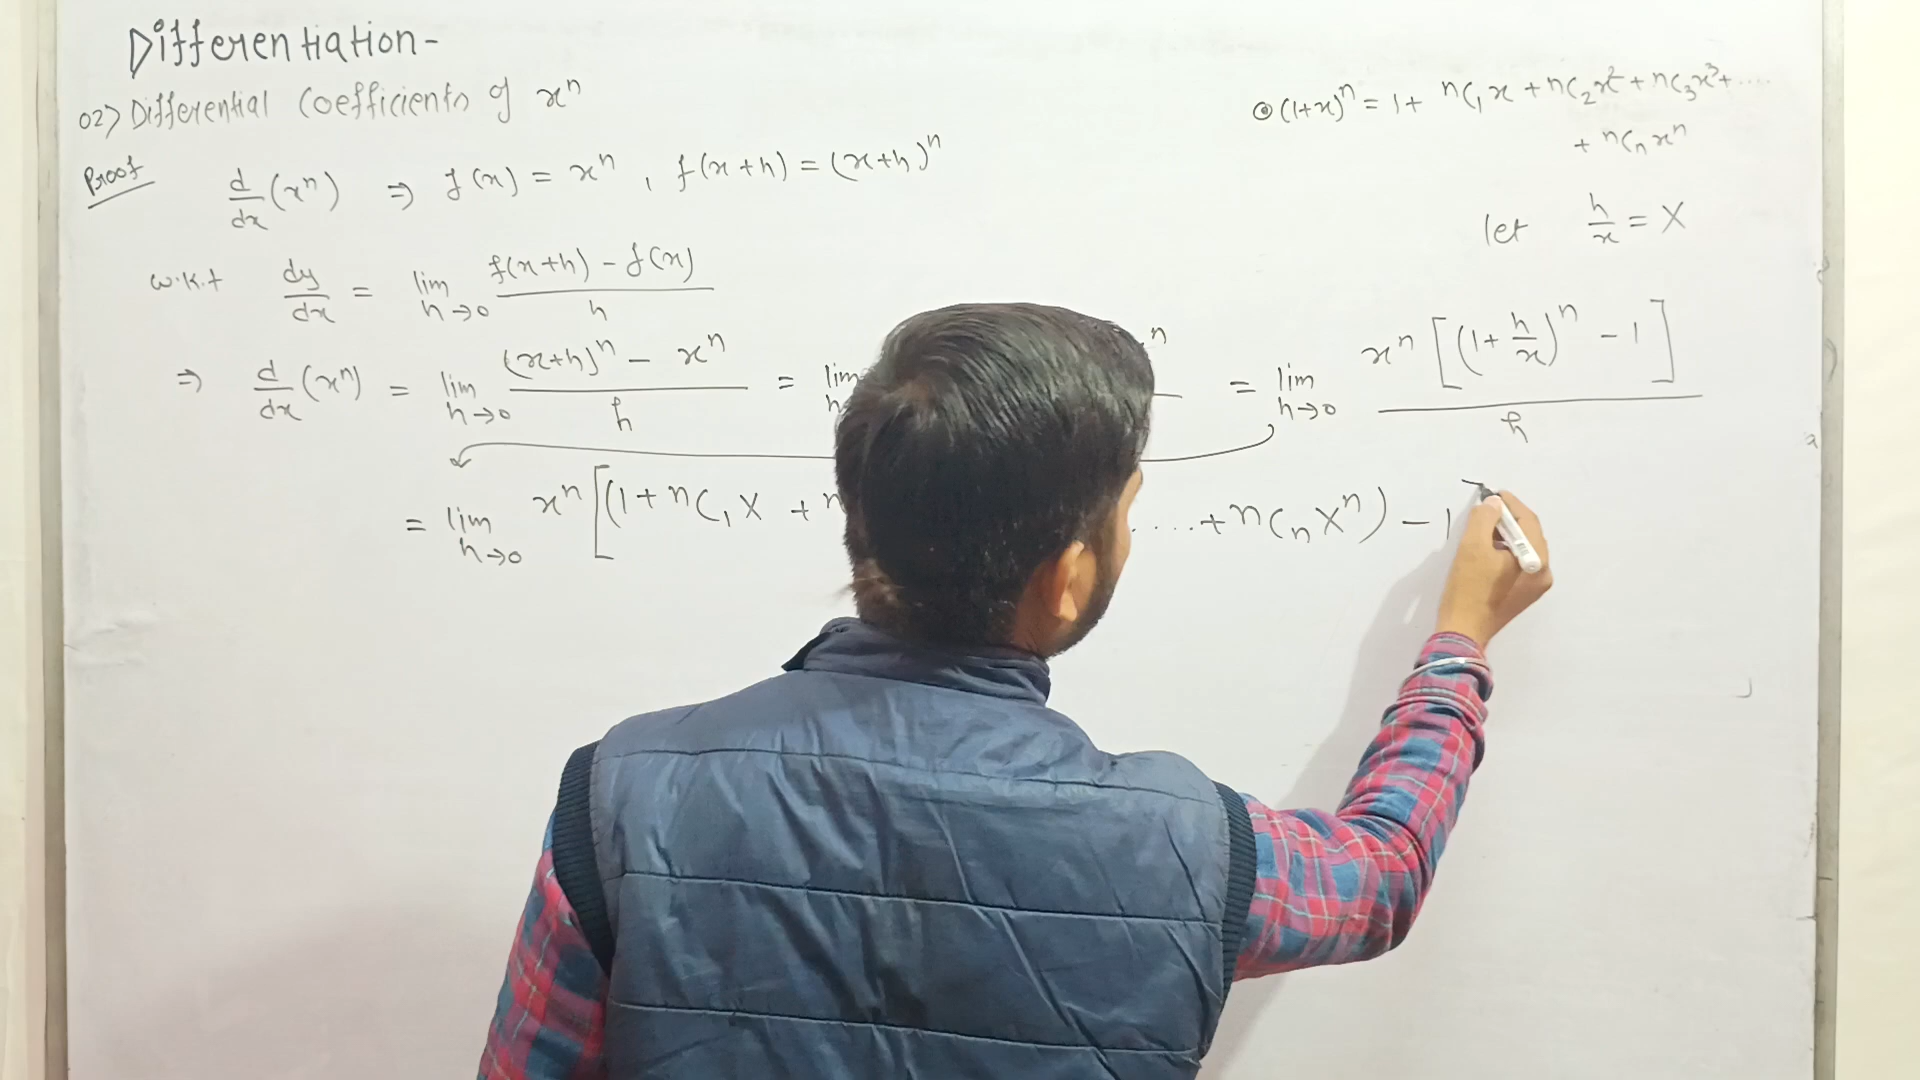 Differentiation-
02) Differential Coefficients of xⁿ
⊙ (1+x)ⁿ = 1 + ⁿC₁x + ⁿC₂x² + ⁿC₃x³ + ....
+ ⁿCₙxⁿ
Proof
d/dx (xⁿ) ⇒ f(x) = xⁿ , f(x+h) = (x+h)ⁿ
let h/x = X
w.k.t dy/dx = lim h→0 f(x+h) - f(x) / h
⇒ d/dx (xⁿ) = lim h→0 (x+h)ⁿ - xⁿ / h = lim n = lim h→0 xⁿ [(1 + h/x)ⁿ - 1] / h
= lim h→0 xⁿ [(1 + ⁿC₁X + .... + ⁿCₙXⁿ) - 1